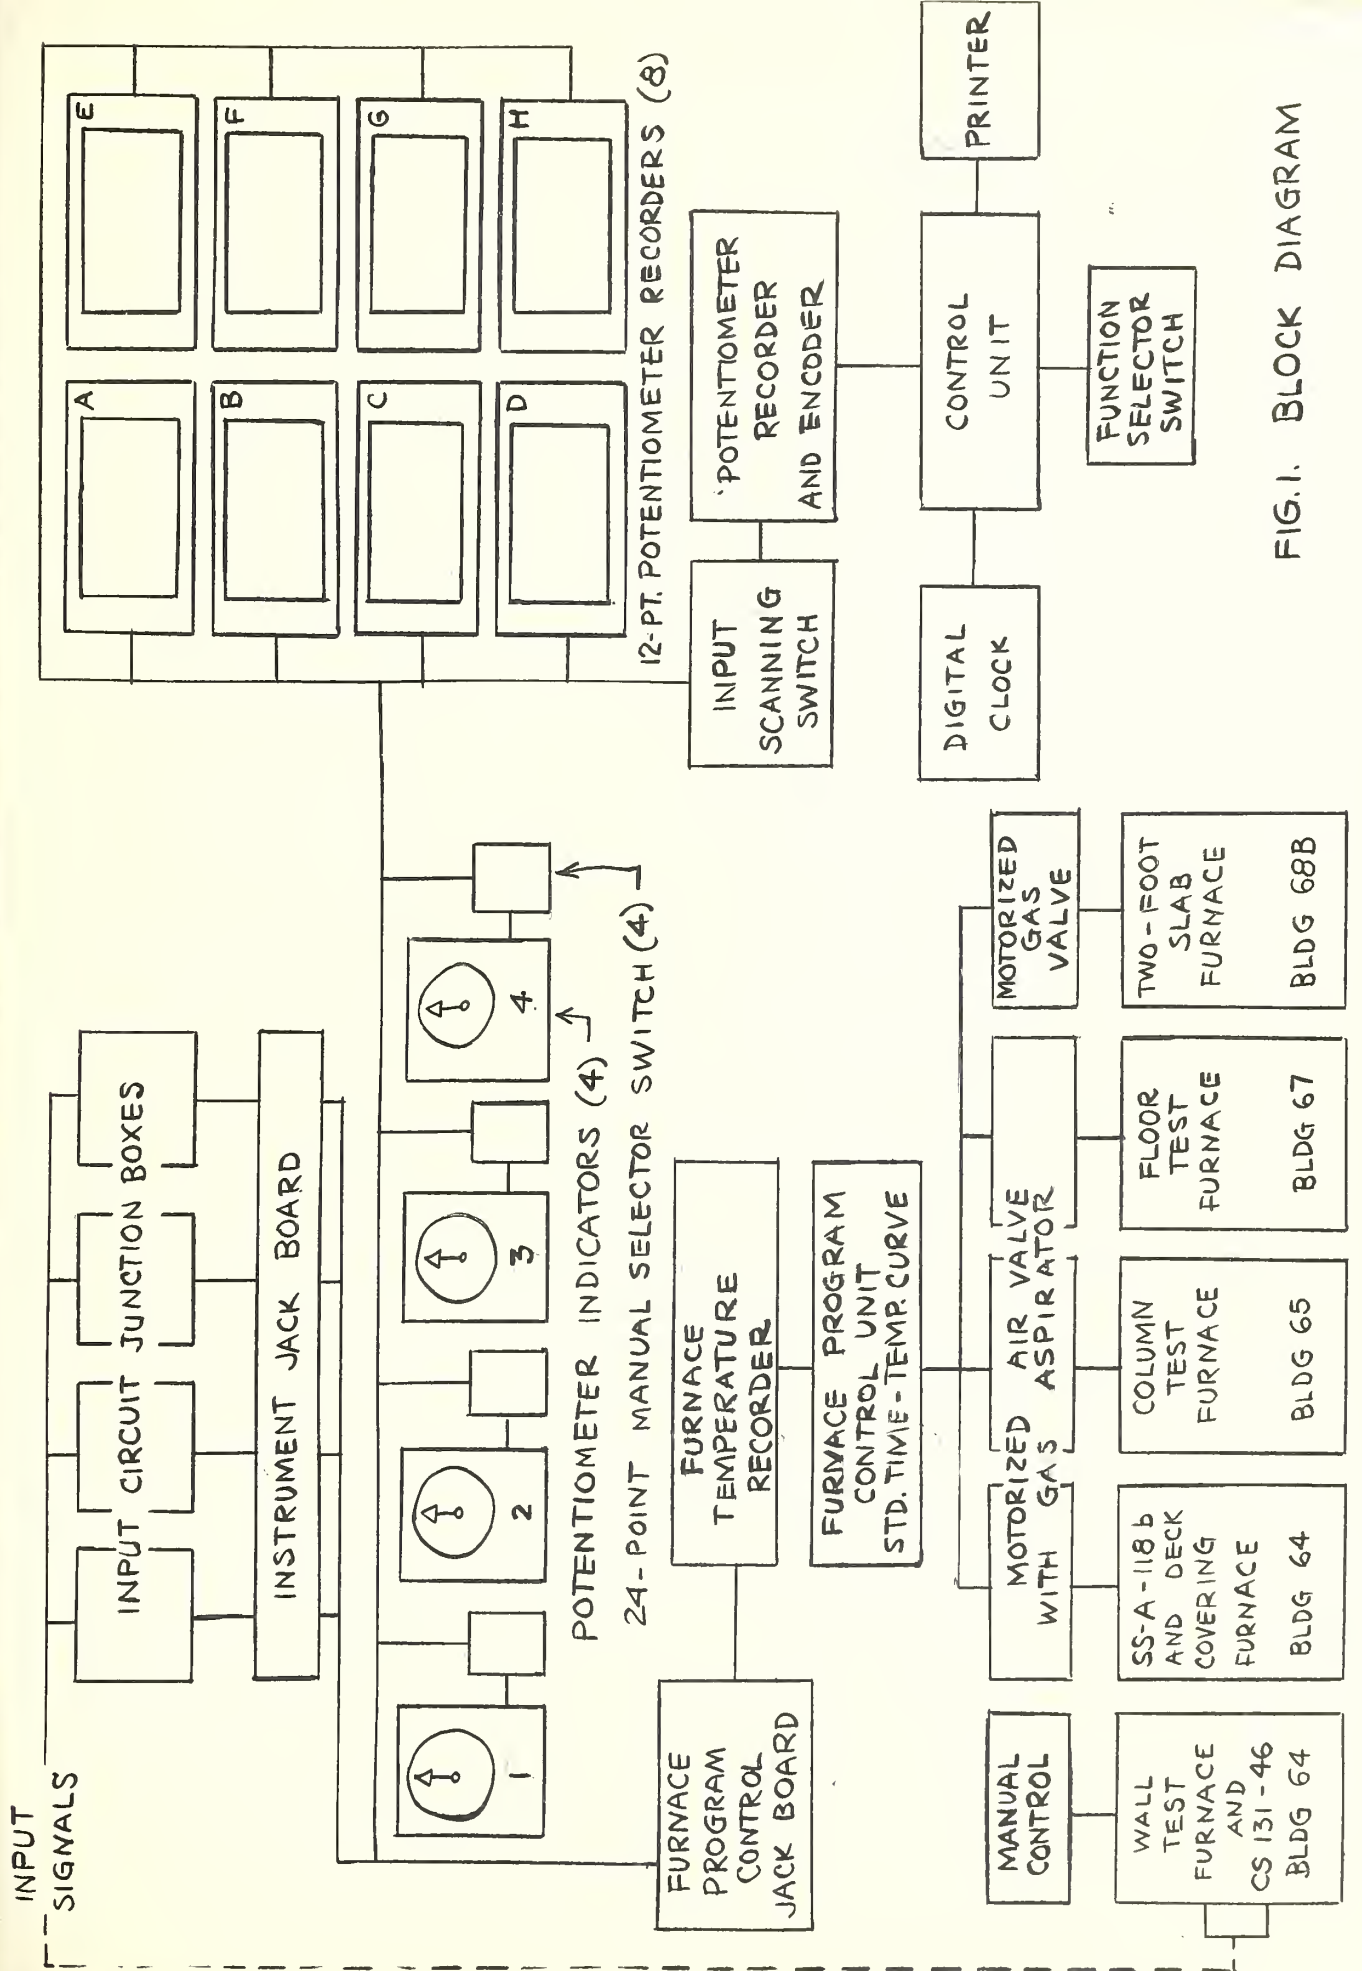 INPUT
SIGNALS
INPUT CIRCUIT JUNCTION BOXES
INSTRUMENT JACK BOARD
1
2
3
4
POTENTIOMETER INDICATORS (4)
24-POINT MANUAL SELECTOR SWITCH (4)
A
B
C
D
E
F
G
H
12-PT. POTENTIOMETER RECORDERS (8)
INPUT
SCANNING
SWITCH
POTENTIOMETER
RECORDER
AND ENCODER
DIGITAL
CLOCK
CONTROL
UNIT
PRINTER
FUNCTION
SELECTOR
SWITCH
FURNACE
PROGRAM
CONTROL
JACK BOARD
FURNACE
TEMPERATURE
RECORDER
FURNACE PROGRAM
CONTROL UNIT
STD. TIME-TEMP. CURVE
MANUAL
CONTROL
MOTORIZED AIR VALVE
WITH GAS ASPIRATOR
MOTORIZED
GAS
VALVE
WALL
TEST
FURNACE
AND
CS 131-46
BLDG 64
SS-A-118b
AND DECK
COVERING
FURNACE
BLDG 64
COLUMN
TEST
FURNACE
BLDG 65
FLOOR
TEST
FURNACE
BLDG 67
TWO-FOOT
SLAB
FURNACE
BLDG 68B
FIG. 1. BLOCK DIAGRAM